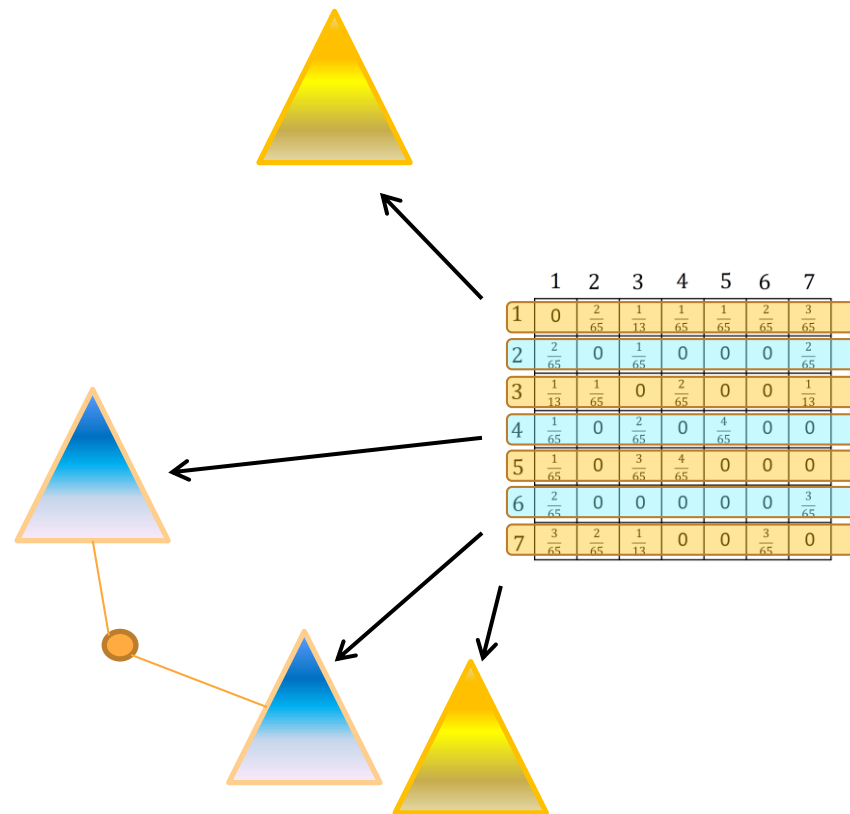 1 2 3 4 5 6 7
1 0 2/65 1/13 1/65 1/65 2/65 3/65
2 2/65 0 1/65 0 0 0 2/65
3 1/13 1/65 0 2/65 0 0 1/13
4 1/65 0 2/65 0 4/65 0 0
5 1/65 0 3/65 4/65 0 0 0
6 2/65 0 0 0 0 0 3/65
7 3/65 2/65 1/13 0 0 3/65 0